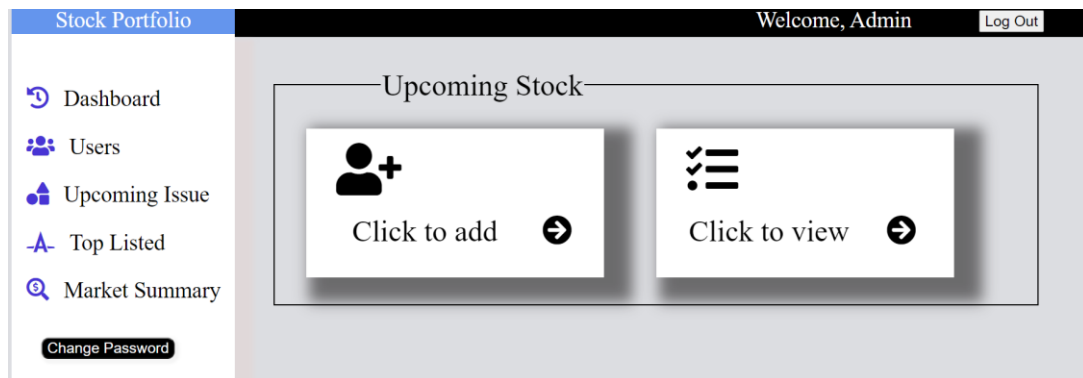 Stock Portfolio
Welcome, Admin
Log Out
Dashboard
Users
Upcoming Issue
Top Listed
Market Summary
Change Password
Upcoming Stock
Click to add
Click to view